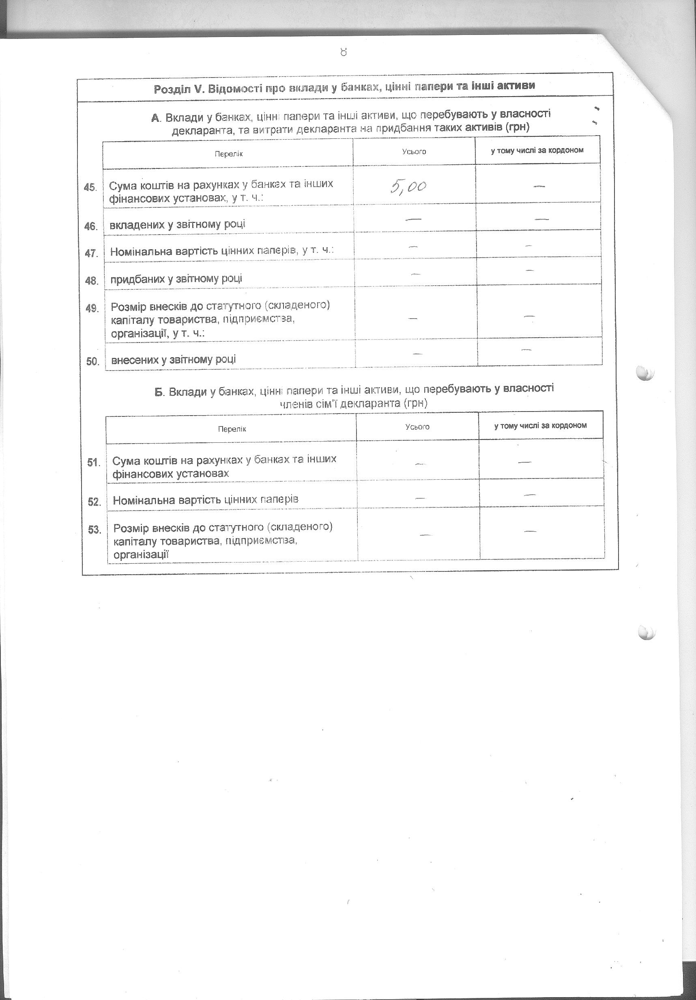 8
Розділ V. Відомості про вклади у банках, цінні папери та інші активи
А. Вклади у банках, цінні папери та інші активи, що перебувають у власності
декларанта, та витрати декларанта на придбання таких активів (грн)
Перелік Усього у тому числі за кордоном
45. Сума коштів на рахунках у банках та інших 5,00 —
фінансових установах, у т. ч.:
46. вкладених у звітному році — —
47. Номінальна вартість цінних паперів, у т. ч.: — —
48. придбаних у звітному році — —
49. Розмір внесків до статутного (складеного)
капіталу товариства, підприємства, — —
організації, у т. ч.:
50. внесених у звітному році — —
Б. Вклади у банках, цінні папери та інші активи, що перебувають у власності
членів сім'ї декларанта (грн)
Перелік Усього у тому числі за кордоном
51. Сума коштів на рахунках у банках та інших — —
фінансових установах
52. Номінальна вартість цінних паперів — —
53. Розмір внесків до статутного (складеного) — —
капіталу товариства, підприємства,
організації